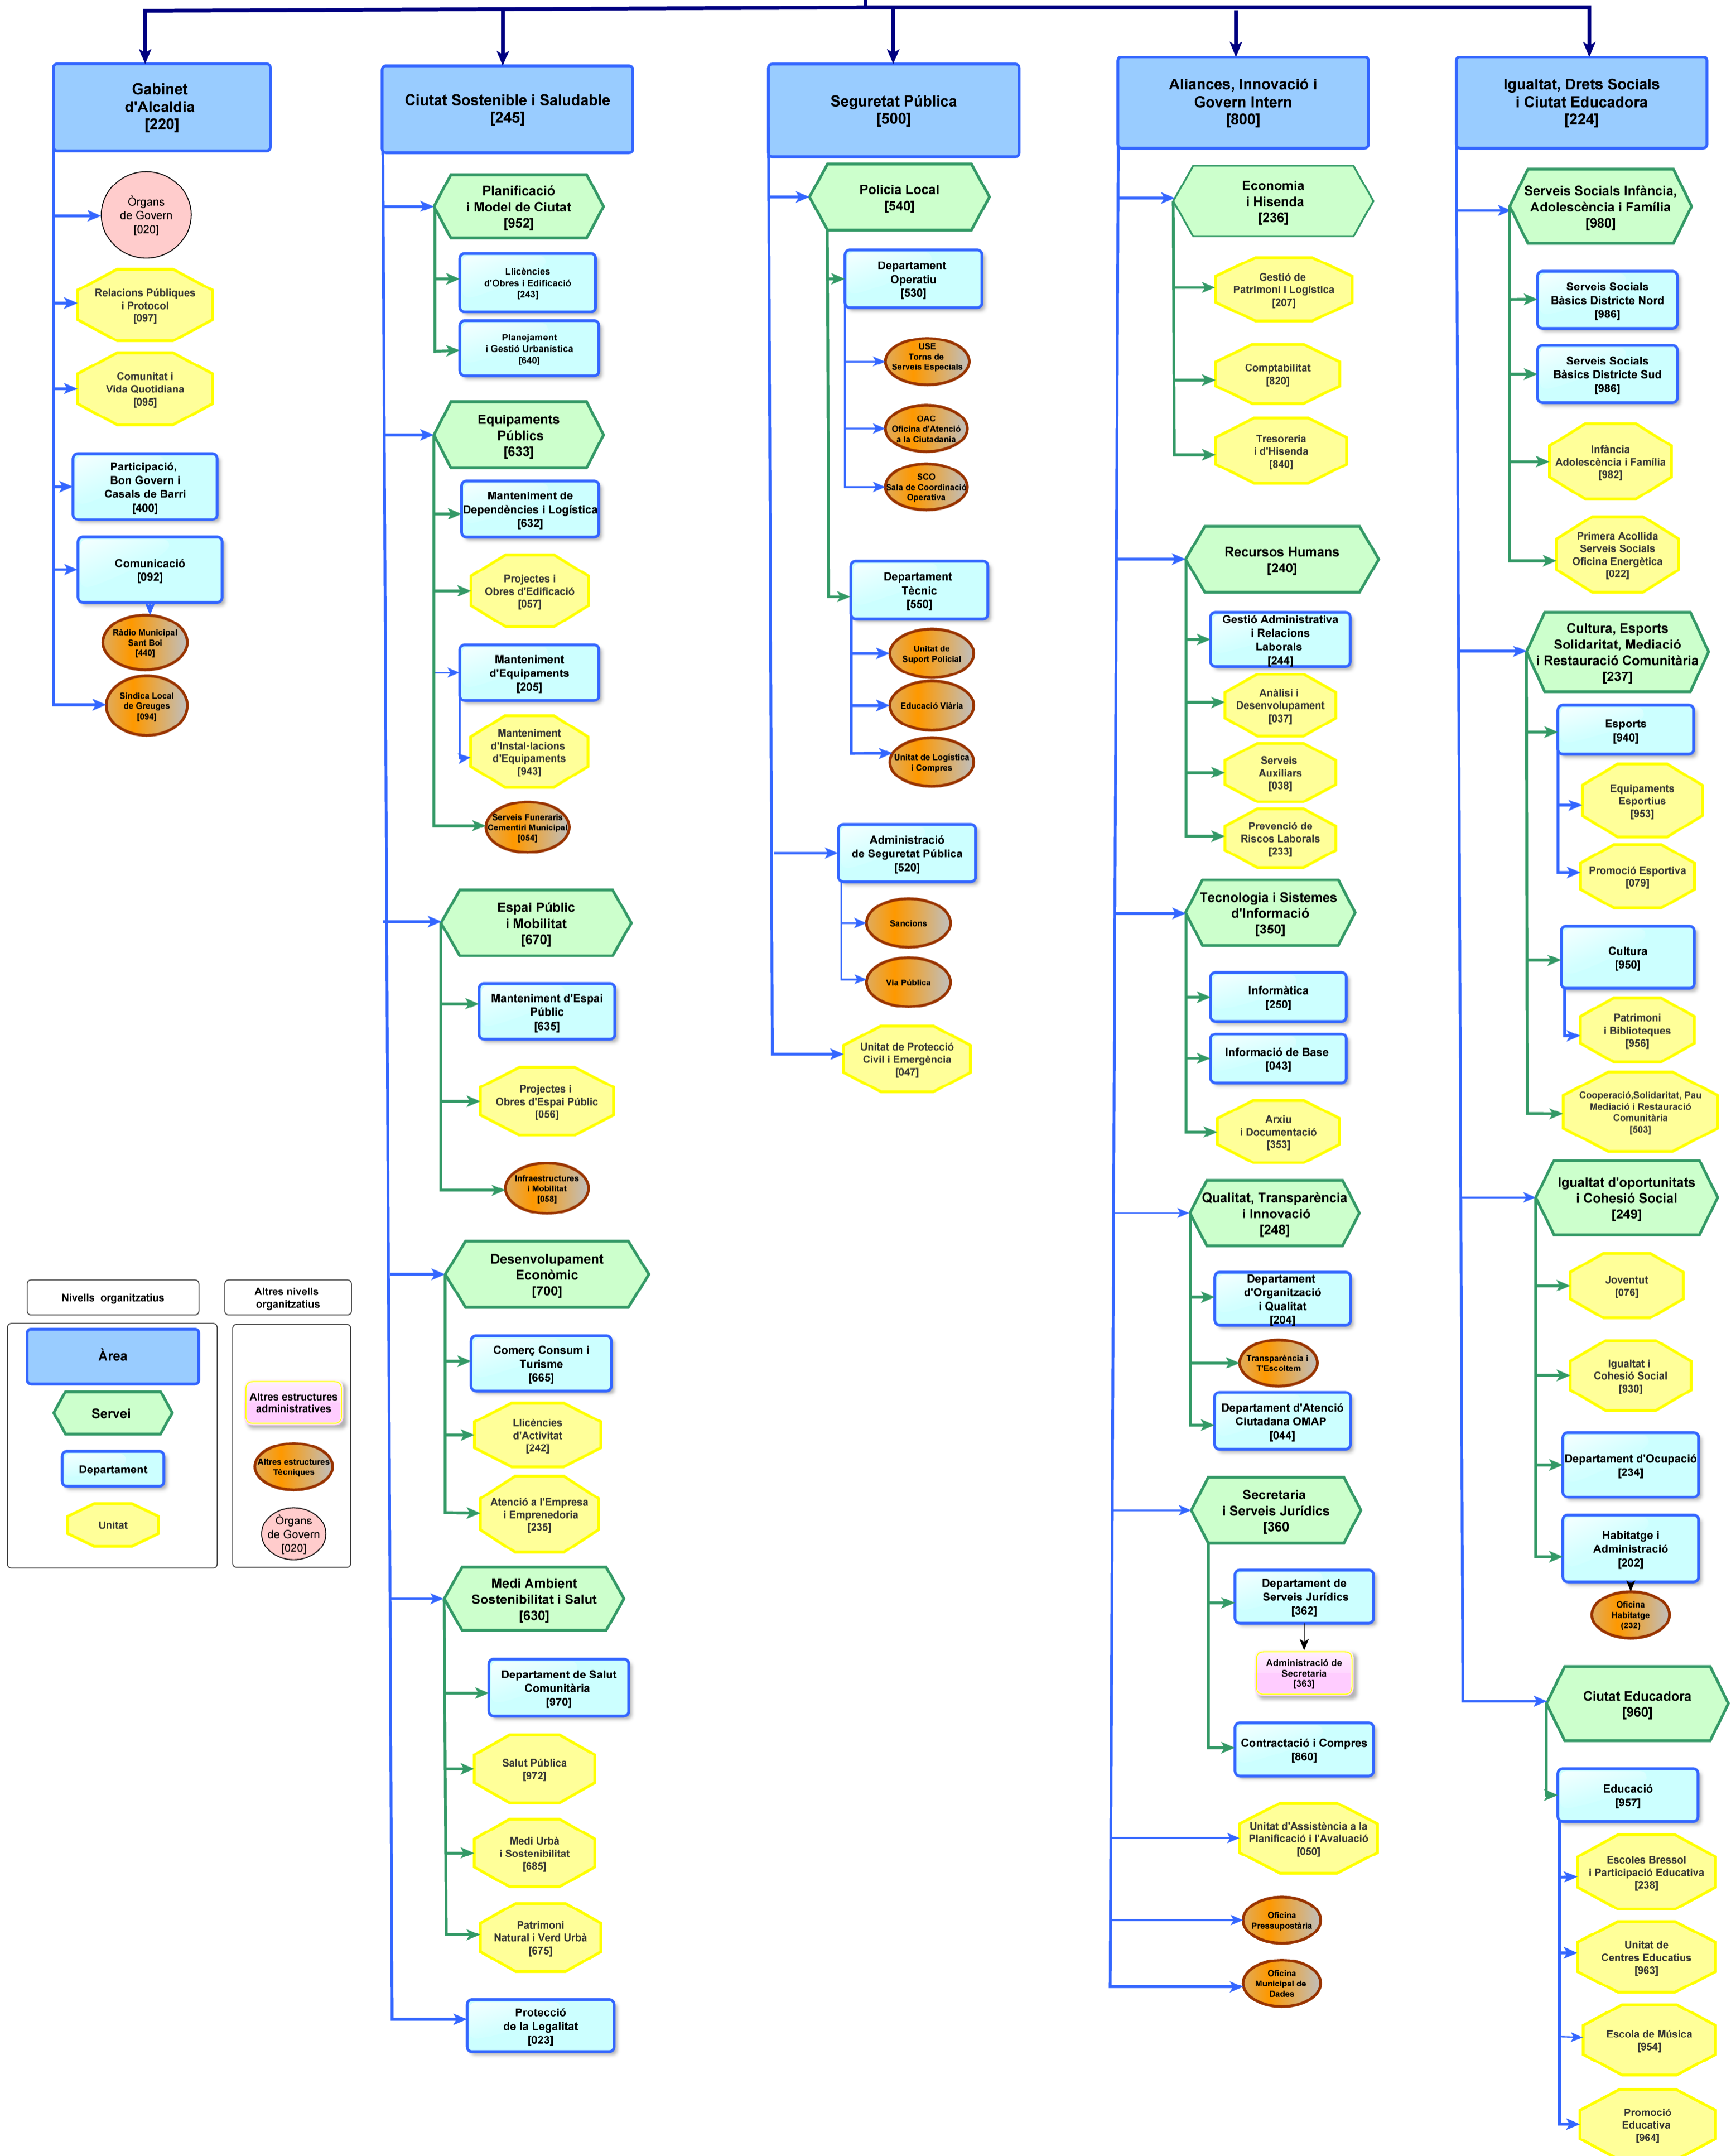 Gabinet
d'Alcaldia
[220]
Òrgans
de Govern
[020]
Relacions Públiques
i Protocol
[097]
Comunitat i
Vida Quotidiana
[095]
Participació,
Bon Govern i
Casals de Barri
[400]
Comunicació
[092]
Ràdio Municipal
Sant Boi
[440]
Sindica Local
de Greuges
[094]
Ciutat Sostenible i Saludable
[245]
Planificació
i Model de Ciutat
[952]
Llicències
d'Obres i Edificació
[243]
Planejament
i Gestió Urbanística
[640]
Equipaments
Públics
[633]
Manteniment de
Dependències i Logística
[632]
Projectes i
Obres d'Edificació
[057]
Manteniment
d'Equipaments
[205]
Manteniment
d'Instal·lacions
d'Equipaments
[943]
Serveis Funeraris
Cementiri Municipal
[054]
Espai Públic
i Mobilitat
[670]
Manteniment d'Espai
Públic
[635]
Projectes i
Obres d'Espai Públic
[056]
Infraestructures
i Mobilitat
[058]
Desenvolupament
Econòmic
[700]
Comerç Consum i
Turisme
[665]
Llicències
d'Activitat
[242]
Atenció a l'Empresa
i Emprenedoria
[235]
Medi Ambient
Sostenibilitat i Salut
[630]
Departament de Salut
Comunitària
[970]
Salut Pública
[972]
Medi Urbà
i Sostenibilitat
[685]
Patrimoni
Natural i Verd Urbà
[675]
Protecció
de la Legalitat
[023]
Seguretat Pública
[500]
Policia Local
[540]
Departament
Operatiu
[530]
USE
Torns de
Serveis Especials
OAC
Oficina d'Atenció
a la Ciutadania
SCO
Sala de Coordinació
Operativa
Departament
Tècnic
[550]
Unitat de
Suport Policial
Educació Viària
Unitat de Logística
i Compres
Administració
de Seguretat Pública
[520]
Sancions
Via Pública
Unitat de Protecció
Civil i Emergència
[047]
Aliances, Innovació i
Govern Intern
[800]
Economia
i Hisenda
[236]
Gestió de
Patrimoni i Logística
[207]
Comptabilitat
[820]
Tresoreria
i d'Hisenda
[840]
Recursos Humans
[240]
Gestió Administrativa
i Relacions
Laborals
[244]
Anàlisi i
Desenvolupament
[037]
Serveis
Auxiliars
[038]
Prevenció de
Riscos Laborals
[233]
Tecnologia i Sistemes
d'Informació
[350]
Informàtica
[250]
Informació de Base
[043]
Arxiu
i Documentació
[353]
Qualitat, Transparència
i Innovació
[248]
Departament
d'Organització
i Qualitat
[204]
Transparència i
T'Escoltem
Departament d'Atenció
Ciutadana OMAP
[044]
Secretaria
i Serveis Jurídics
[360
Departament de
Serveis Jurídics
[362]
Administració de
Secretaria
[363]
Contractació i Compres
[860]
Unitat d'Assistència a la
Planificació i l'Avaluació
[050]
Oficina
Pressupostària
Oficina
Municipal de
Dades
Igualtat, Drets Socials
i Ciutat Educadora
[224]
Serveis Socials Infància,
Adolescència i Família
[980]
Serveis Socials
Bàsics Districte Nord
[986]
Serveis Socials
Bàsics Districte Sud
[986]
Infància
Adolescència i Família
[982]
Primera Acollida
Serveis Socials
Oficina Energètica
[022]
Cultura, Esports
Solidaritat, Mediació
i Restauració Comunitària
[237]
Esports
[940]
Equipaments
Esportius
[953]
Promoció Esportiva
[079]
Cultura
[950]
Patrimoni
i Biblioteques
[956]
Cooperació,Solidaritat, Pau
Mediació i Restauració
Comunitària
[503]
Igualtat d'oportunitats
i Cohesió Social
[249]
Joventut
[076]
Igualtat i
Cohesió Social
[930]
Departament d'Ocupació
[234]
Habitatge i
Administració
[202]
Oficina
Habitatge
(232)
Ciutat Educadora
[960]
Educació
[957]
Escoles Bressol
i Participació Educativa
[238]
Unitat de
Centres Educatius
[963]
Escola de Música
[954]
Promoció
Educativa
[964]
Nivells organitzatius
Àrea
Servei
Departament
Unitat
Altres nivells
organitzatius
Altres estructures
administratives
Altres estructures
Tècniques
Òrgans
de Govern
[020]